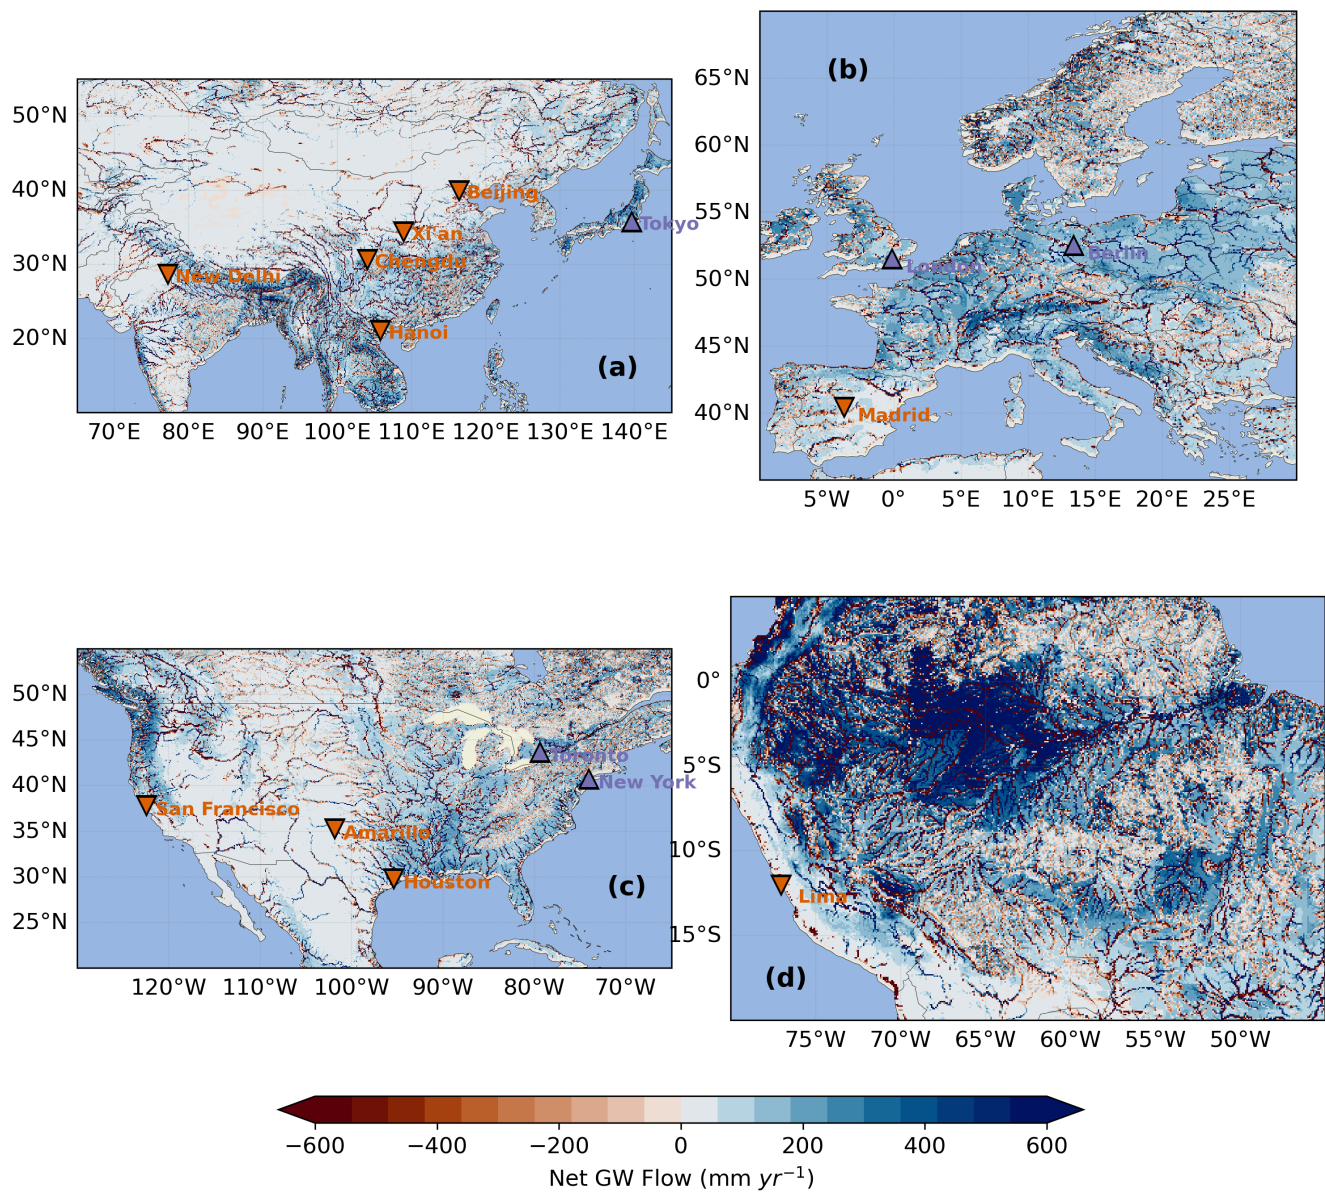 (a)
50°N
40°N
30°N
20°N
Beijing
Tokyo
Xi'an
Chengdu
New Delhi
Hanoi
70°E 80°E 90°E 100°E 110°E 120°E 130°E 140°E
(b)
65°N
60°N
55°N
50°N
45°N
40°N
London
Berlin
Madrid
5°W 0° 5°E 10°E 15°E 20°E 25°E
50°N
45°N
40°N
35°N
30°N
25°N
Toronto
New York
San Francisco
Amarillo
Houston
(c)
120°W 110°W 100°W 90°W 80°W 70°W
0°
5°S
10°S
15°S
Lima
(d)
75°W 70°W 65°W 60°W 55°W 50°W
−600 −400 −200 0 200 400 600
Net GW Flow (mm yr⁻¹)